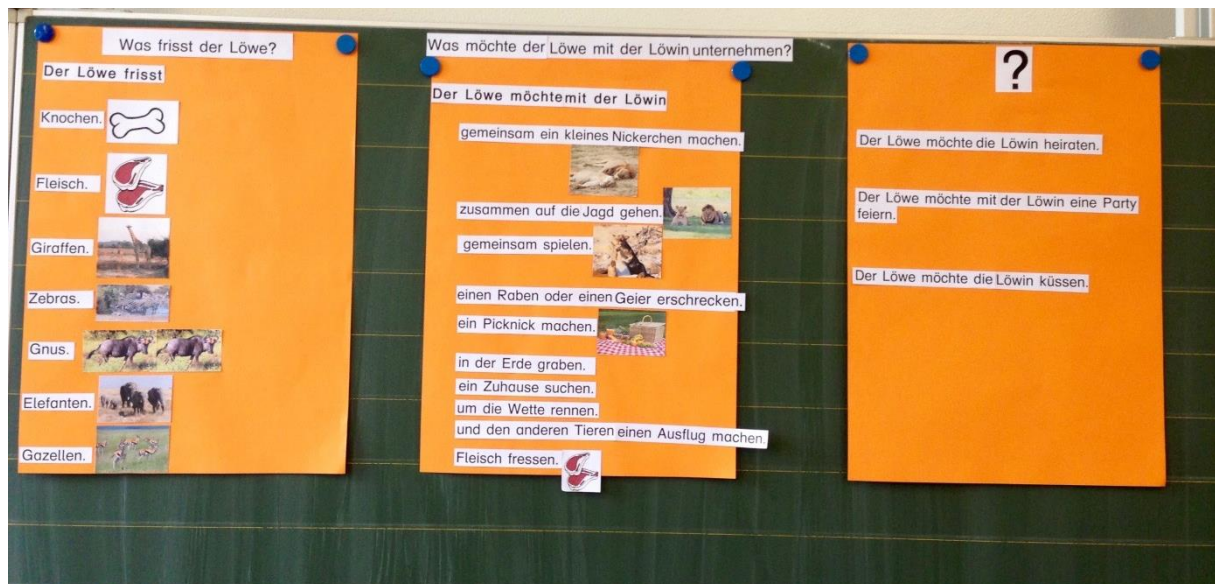 Was frisst der Löwe?
Der Löwe frisst
Knochen.
Fleisch.
Giraffen.
Zebras.
Gnus.
Elefanten.
Gazellen.
Was möchte der Löwe mit der Löwin unternehmen?
Der Löwe möchte mit der Löwin
gemeinsam ein kleines Nickerchen machen.
zusammen auf die Jagd gehen.
gemeinsam spielen.
einen Raben oder einen Geier erschrecken.
ein Picknick machen.
in der Erde graben.
ein Zuhause suchen.
um die Wette rennen.
und den anderen Tieren einen Ausflug machen.
Fleisch fressen.
?
Der Löwe möchte die Löwin heiraten.
Der Löwe möchte mit der Löwin eine Party
feiern.
Der Löwe möchte die Löwin küssen.